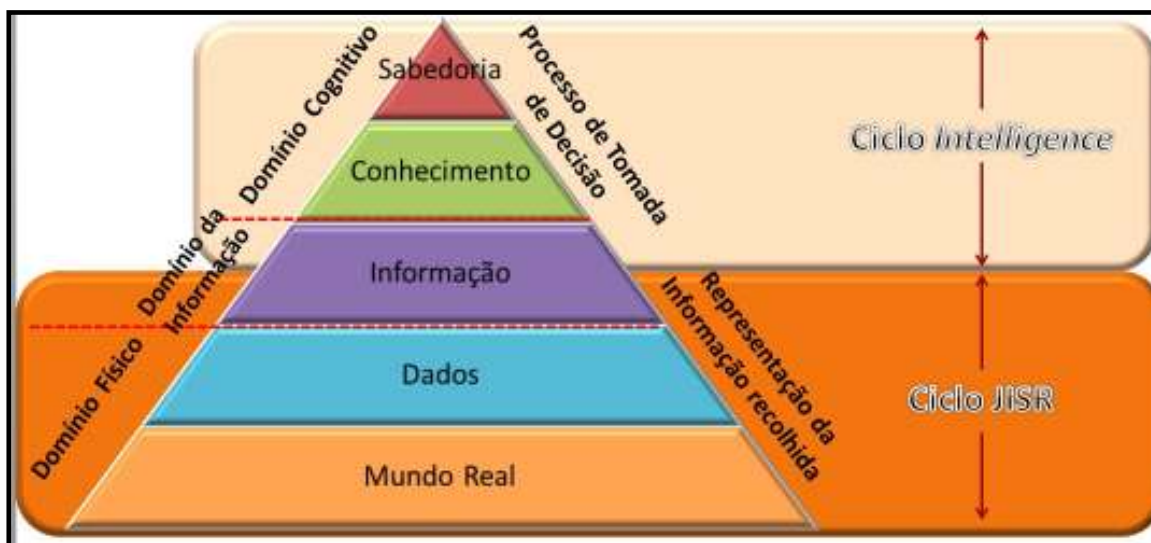 Sabedoria
Conhecimento
Informação
Dados
Mundo Real
Domínio Cognitivo
Domínio da
Informação
Domínio Físico
Processo de Tomada
de Decisão
Representação da
Informação recolhida
Ciclo Intelligence
Ciclo JISR